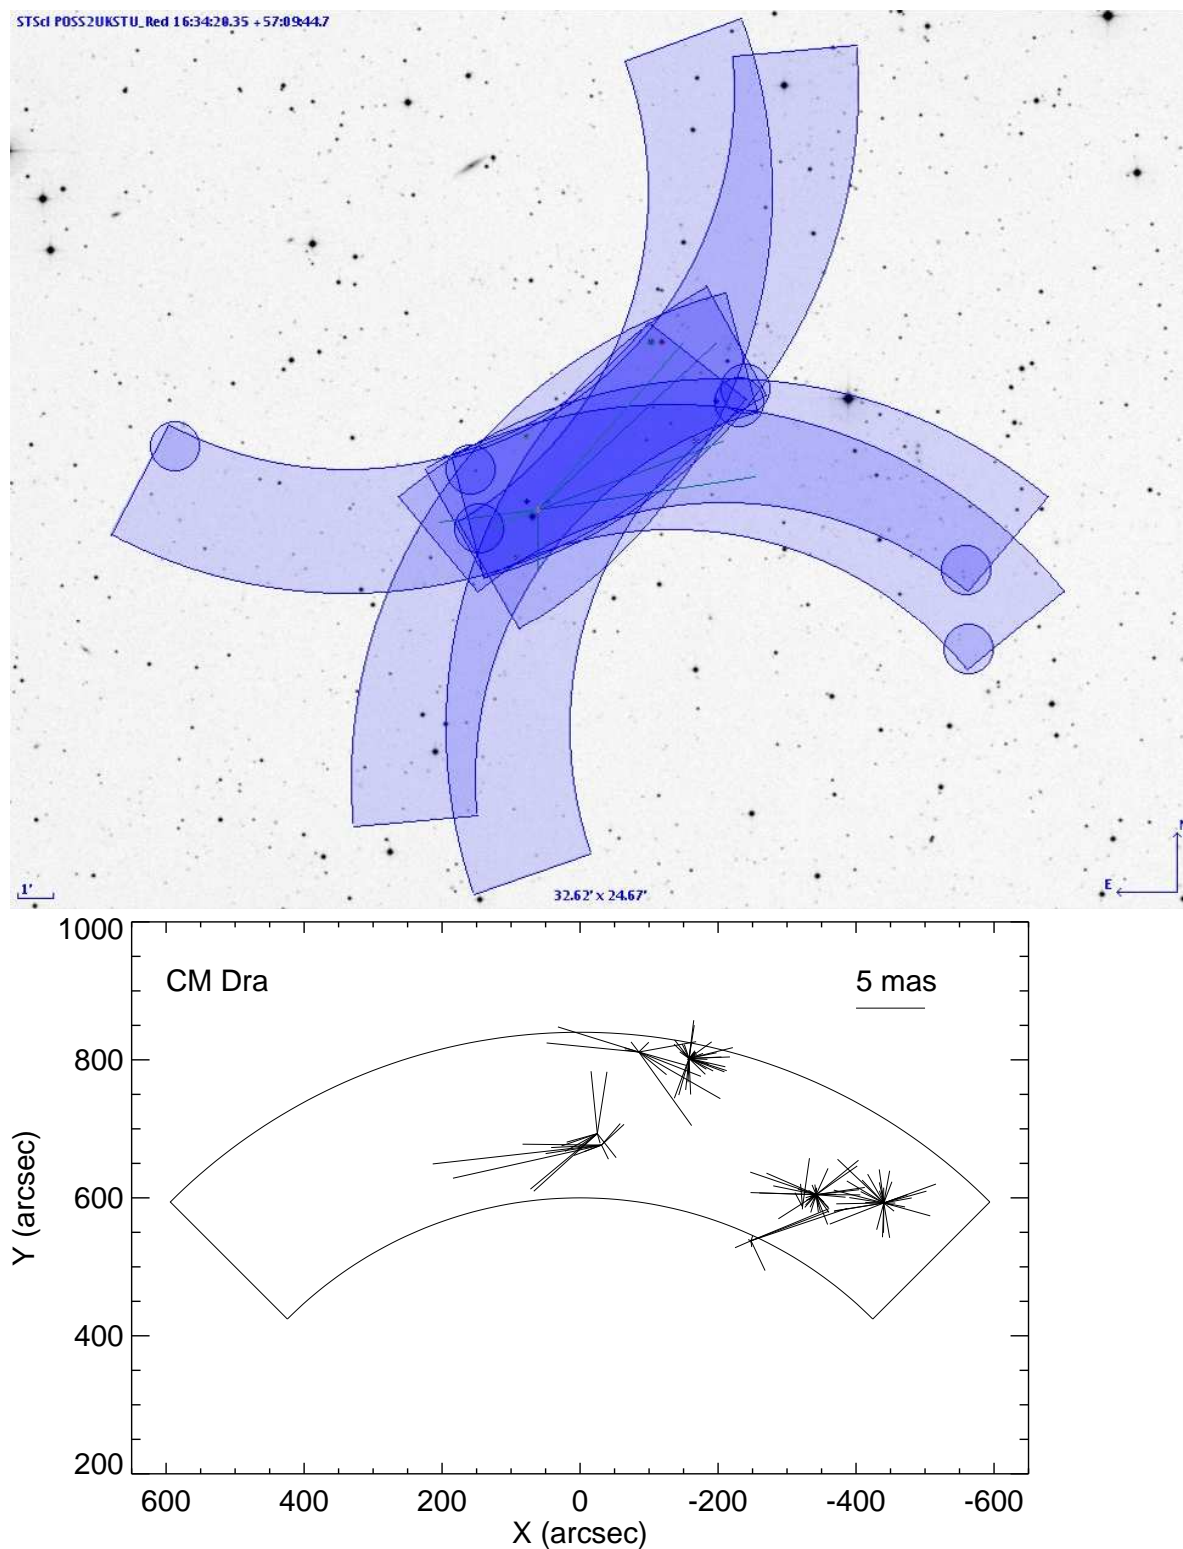 STScI POSS2UKSTU_Red 16:34:20.35 +57:09:44.7
N
E
1'
32.62' x 24.67'
1000
CM Dra
5 mas
800
600
400
200
Y (arcsec)
600 400 200 0 -200 -400 -600
X (arcsec)